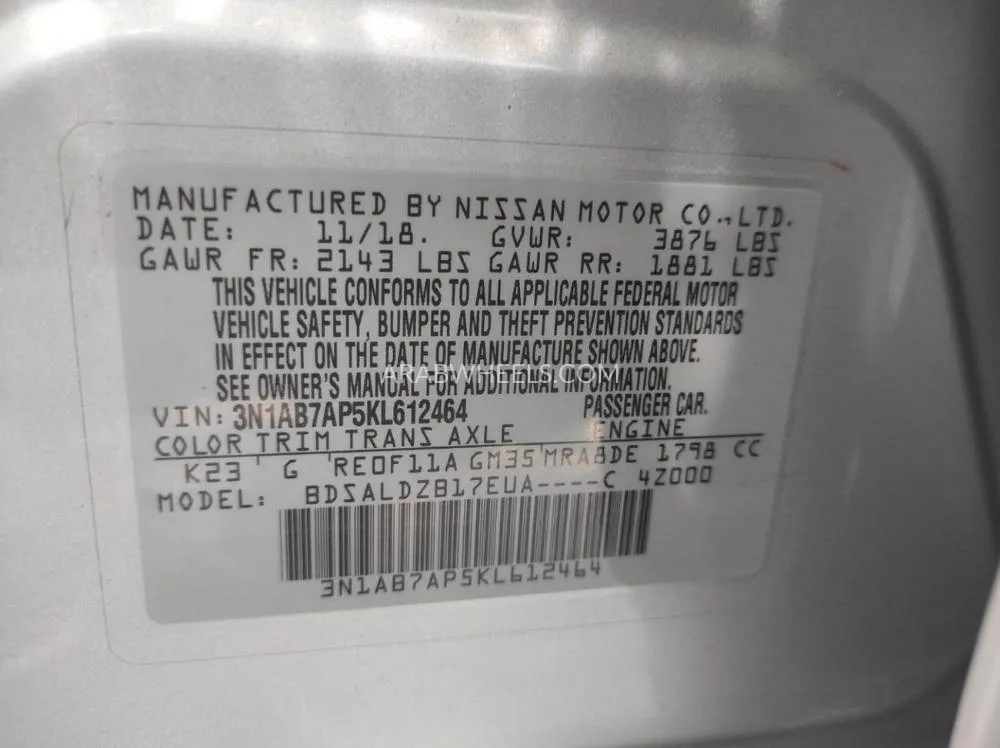 MANUFACTURED BY NISSAN MOTOR CO., LTD.
DATE: 11/18. GVWR: 3876 LBS
GAWR FR: 2143 LBS GAWR RR: 1881 LBS
THIS VEHICLE CONFORMS TO ALL APPLICABLE FEDERAL MOTOR
VEHICLE SAFETY, BUMPER AND THEFT PREVENTION STANDARDS
IN EFFECT ON THE DATE OF MANUFACTURE SHOWN ABOVE.
SEE OWNER'S MANUAL FOR ADDITIONAL INFORMATION.
ARABWHEELS.COM
VIN: 3N1AB7AP5KL612464 PASSENGER CAR.
COLOR TRIM TRANS AXLE ENGINE
K23 G RE0F11A GM35 MRA8DE 1798 CC
MODEL: BDSALDZB17EUA----C 4Z000
3N1AB7AP5KL612464